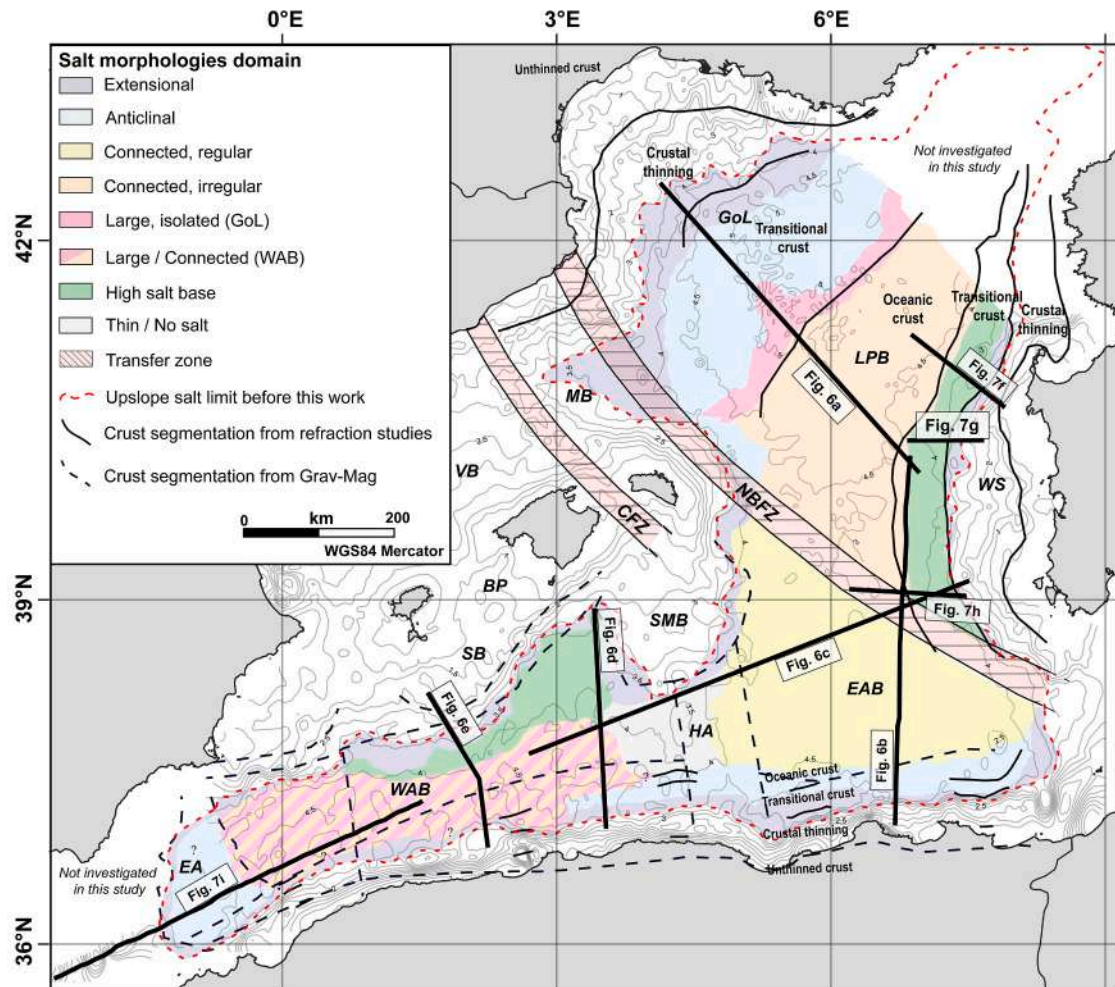 0°E
3°E
6°E
Salt morphologies domain
Extensional
Anticlinal
Connected, regular
Connected, irregular
Large, isolated (GoL)
Large / Connected (WAB)
High salt base
Thin / No salt
Transfer zone
Upslope salt limit before this work
Crust segmentation from refraction studies
Crust segmentation from Grav-Mag
0 km 200
WGS84 Mercator
Unthinned crust
Not investigated
in this study
Crustal
thinning
GoL
Transitional
crust
42°N
42°N
Oceanic
crust
Transitional
crust
Crustal
thinning
LPB
Fig. 6a
Fig. 7f
Fig. 7g
MB
VB
CFZ
NBFZ
WS
BP
39°N
SMB
Fig. 7h
SB
Fig. 6d
Fig. 6c
Fig. 6e
EAB
HA
Fig. 6b
WAB
Oceanic crust
Transitional crust
Crustal thinning
Unthinned crust
EA
Not investigated
in this study
Fig. 7i
36°N